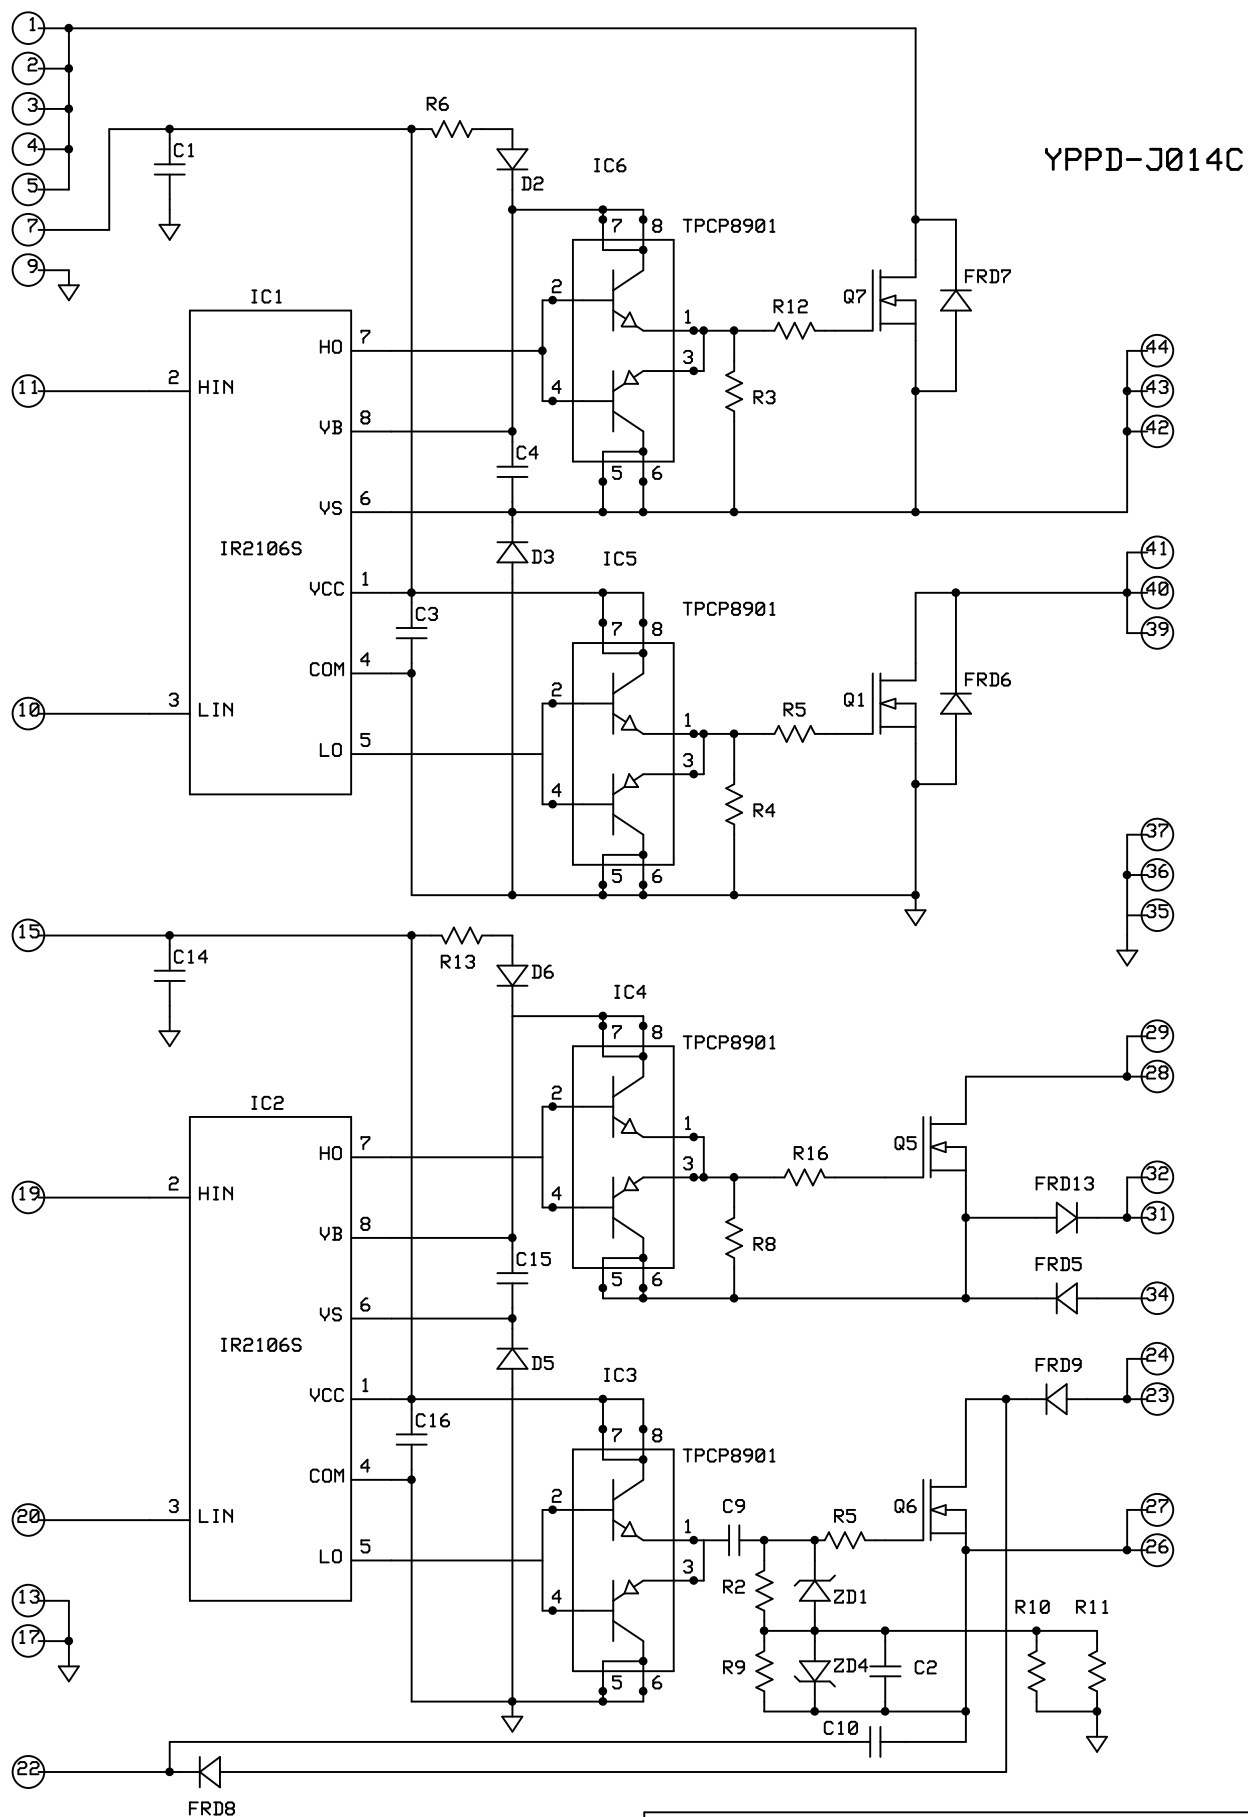 1
2
3
4
5
7
9
YPPD-J014C
R6
C1
D2
IC6
7 8
TPCP8901
2
4
1
3
5 6
R12
R3
Q7
FRD7
44
43
42
IC1
HO 7
11
2 HIN
VB 8
C4
VS 6
IR2106S
D3
VCC 1
C3
COM 4
10
3 LIN
LO 5
IC5
7 8
TPCP8901
2
4
1
3
5 6
R5
R4
Q1
FRD6
41
40
39
37
36
35
15
C14
R13
D6
IC4
7 8
TPCP8901
2
4
1
3
5 6
R16
R8
Q5
29
28
FRD13
32
31
FRD5
34
IC2
HO 7
19
2 HIN
VB 8
C15
VS 6
IR2106S
D5
VCC 1
C16
COM 4
20
3 LIN
LO 5
IC3
7 8
TPCP8901
2
4
1
3
5 6
C9
R5
Q6
FRD9
24
23
27
26
R2
ZD1
R10 R11
R9
ZD4
C2
C10
13
17
22
FRD8